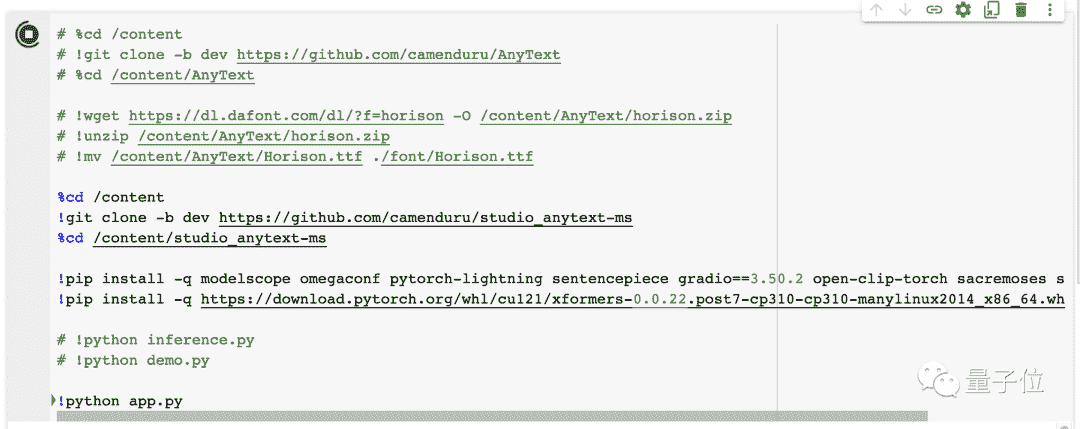 # %cd /content
# !git clone -b dev https://github.com/camenduru/AnyText
# %cd /content/AnyText
# !wget https://dl.dafont.com/dl/?f=horison -O /content/AnyText/horison.zip
# !unzip /content/AnyText/horison.zip
# !mv /content/AnyText/Horison.ttf ./font/Horison.ttf
%cd /content
!git clone -b dev https://github.com/camenduru/studio_anytext-ms
%cd /content/studio_anytext-ms
!pip install -q modelscope omegaconf pytorch-lightning sentencepiece gradio==3.50.2 open-clip-torch sacremoses s
!pip install -q https://download.pytorch.org/whl/cu121/xformers-0.0.22.post7-cp310-cp310-manylinux2014_x86_64.wh
# !python inference.py
# !python demo.py
!python app.py
量子位